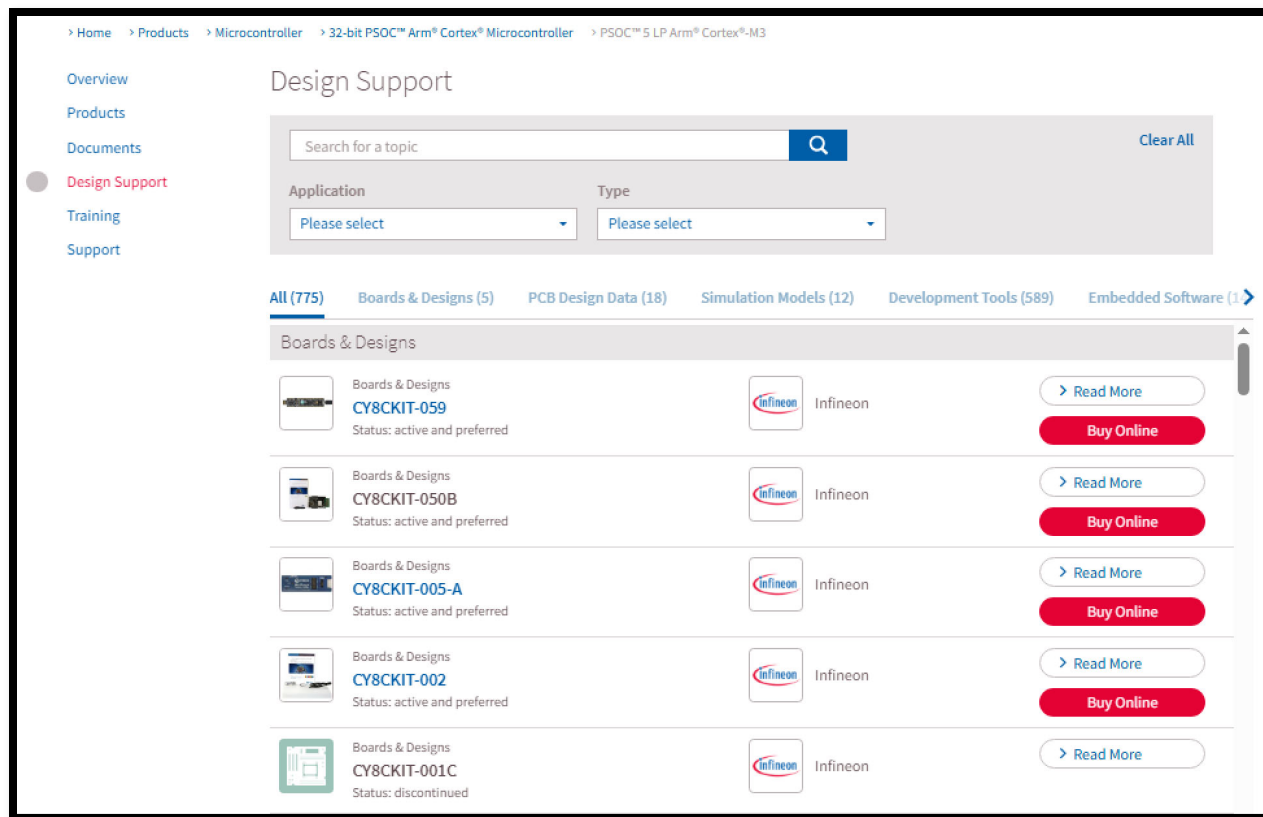 > Home > Products > Microcontroller > 32-bit PSOC™ Arm® Cortex® Microcontroller > PSOC™ 5 LP Arm® Cortex®-M3
Overview
Products
Documents
Design Support
Training
Support
Design Support
Search for a topic
Clear All
Application Type
Please select Please select
All (775) Boards & Designs (5) PCB Design Data (18) Simulation Models (12) Development Tools (589) Embedded Software
Boards & Designs
Boards & Designs
CY8CKIT-059
Status: active and preferred
infineon Infineon
> Read More
Buy Online
Boards & Designs
CY8CKIT-050B
Status: active and preferred
infineon Infineon
> Read More
Buy Online
Boards & Designs
CY8CKIT-005-A
Status: active and preferred
infineon Infineon
> Read More
Buy Online
Boards & Designs
CY8CKIT-002
Status: active and preferred
infineon Infineon
> Read More
Buy Online
Boards & Designs
CY8CKIT-001C
Status: discontinued
infineon Infineon
> Read More